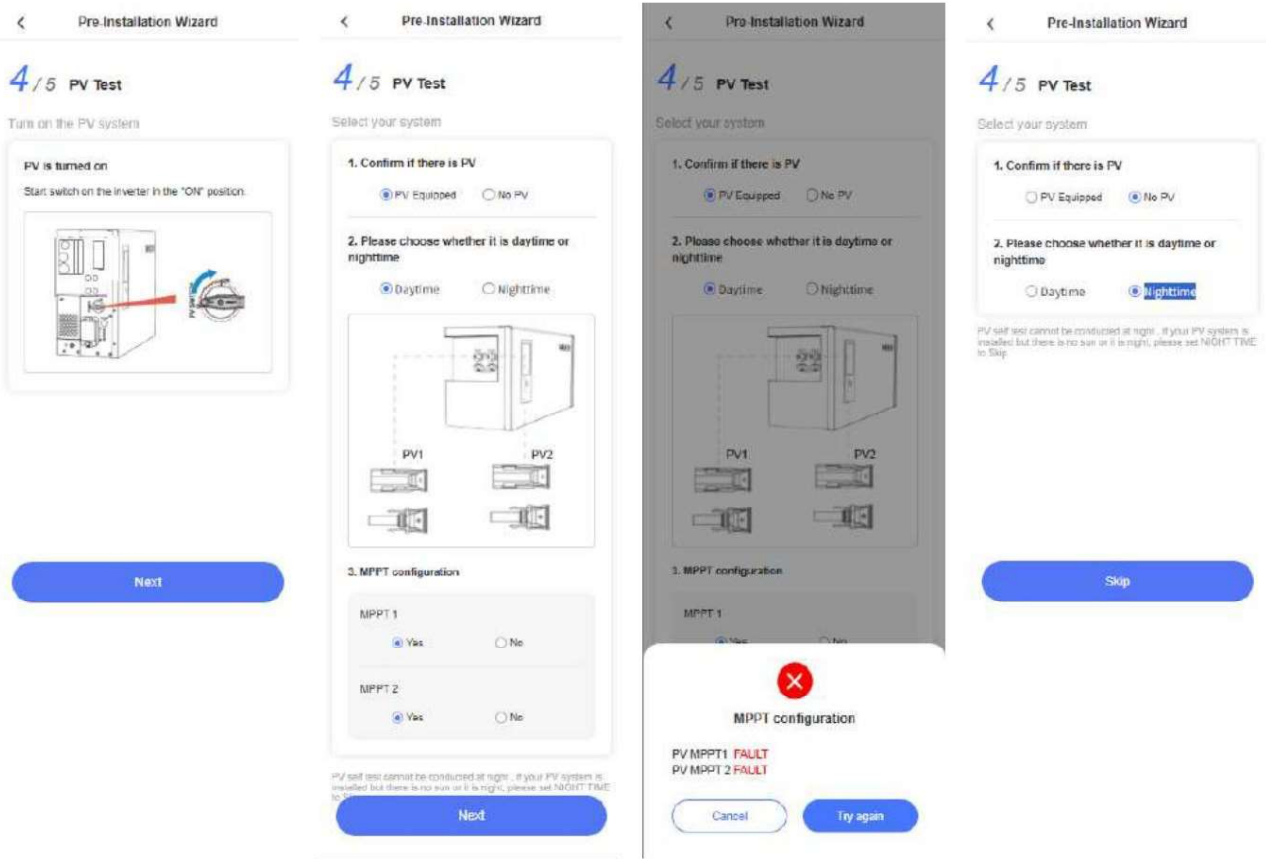 Pre-Installation Wizard
4/5 PV Test
Turn on the PV system
PV is turned on
Start switch on the inverter in the "ON" position.
PV SWITCH
Next
Pre-Installation Wizard
4/5 PV Test
Select your system
1. Confirm if there is PV
PV Equipped No PV
2. Please choose whether it is daytime or
nighttime
Daytime Nighttime
PV1 PV2
3. MPPT configuration
MPPT 1
Yes No
MPPT 2
Yes No
PV self test cannot be conducted at night . If your PV system is
installed but there is no sun or it is night, please set NIGHT TIME
to
Next
Pre-Installation Wizard
4/5 PV Test
Select your system
1. Confirm if there is PV
PV Equipped No PV
2. Please choose whether it is daytime or
nighttime
Daytime Nighttime
PV1 PV2
3. MPPT configuration
MPPT 1
Yes No
MPPT configuration
PV MPPT1 FAULT
PV MPPT 2 FAULT
Cancel Try again
Pre-Installation Wizard
4/5 PV Test
Select your system
1. Confirm if there is PV
PV Equipped No PV
2. Please choose whether it is daytime or
nighttime
Daytime Nighttime
PV self test cannot be conducted at night . If your PV system is
installed but there is no sun or it is night, please set NIGHT TIME
to Skip
Skip